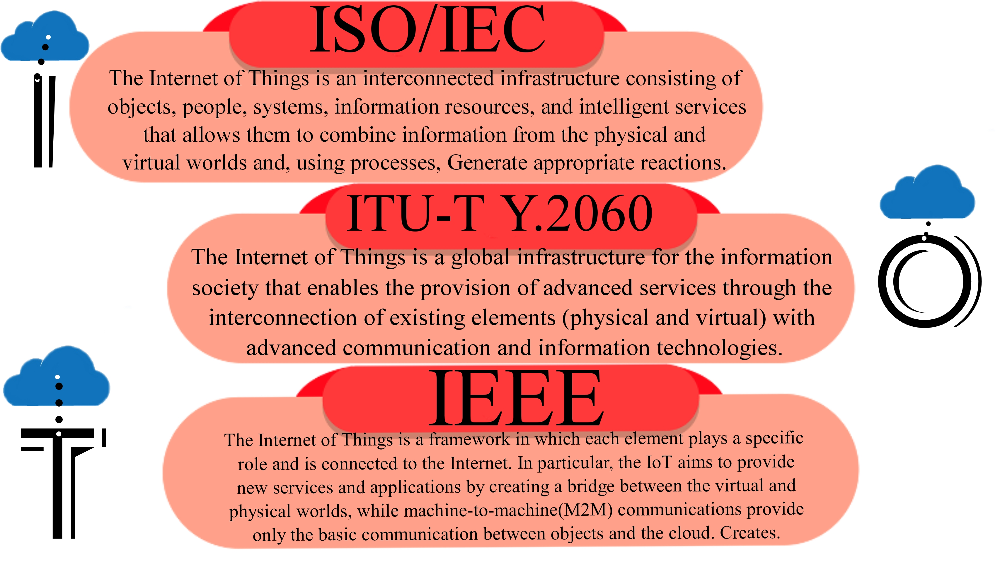 ISO/IEC
The Internet of Things is an interconnected infrastructure consisting of
objects, people, systems, information resources, and intelligent services
that allows them to combine information from the physical and
virtual worlds and, using processes, Generate appropriate reactions.
ITU-T Y.2060
The Internet of Things is a global infrastructure for the information
society that enables the provision of advanced services through the
interconnection of existing elements (physical and virtual) with
advanced communication and information technologies.
IEEE
The Internet of Things is a framework in which each element plays a specific
role and is connected to the Internet. In particular, the IoT aims to provide
new services and applications by creating a bridge between the virtual and
physical worlds, while machine-to-machine(M2M) communications provide
only the basic communication between objects and the cloud. Creates.
I
O
T